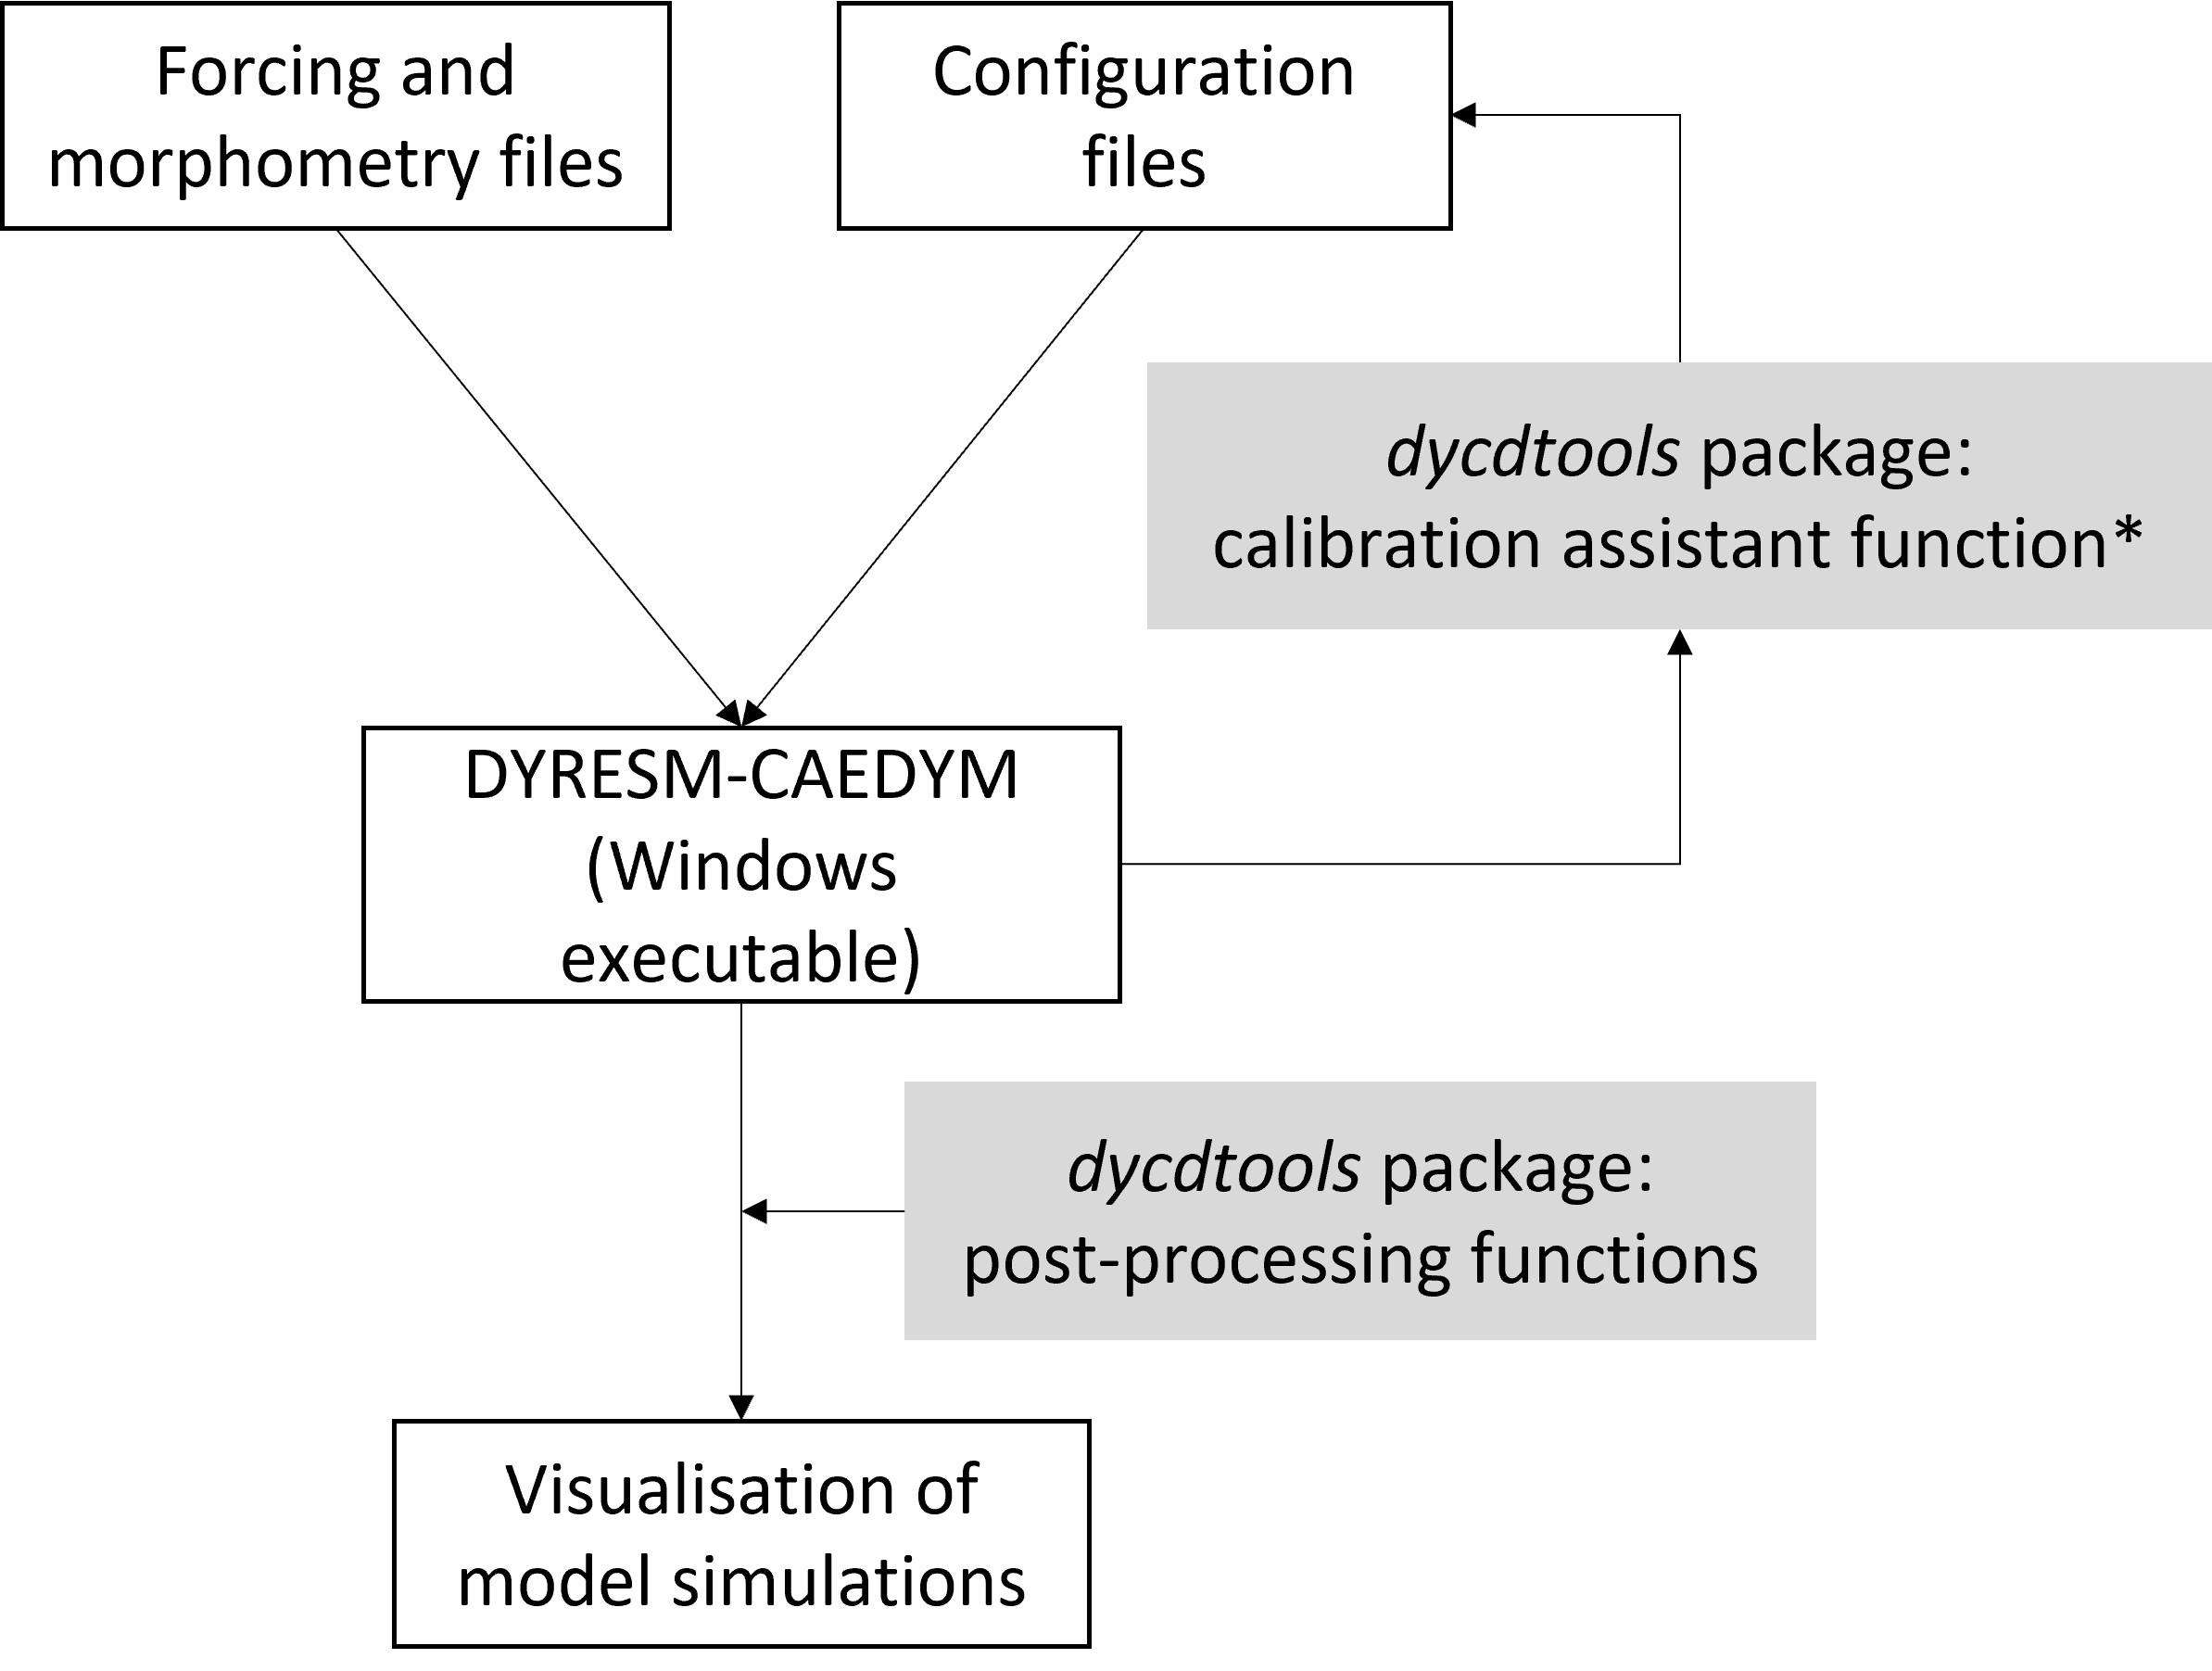 Forcing and
morphometry files
Configuration
files
dycdtools package:
calibration assistant function*
DYRESM-CAEDYM
(Windows
executable)
dycdtools package:
post-processing functions
Visualisation of
model simulations